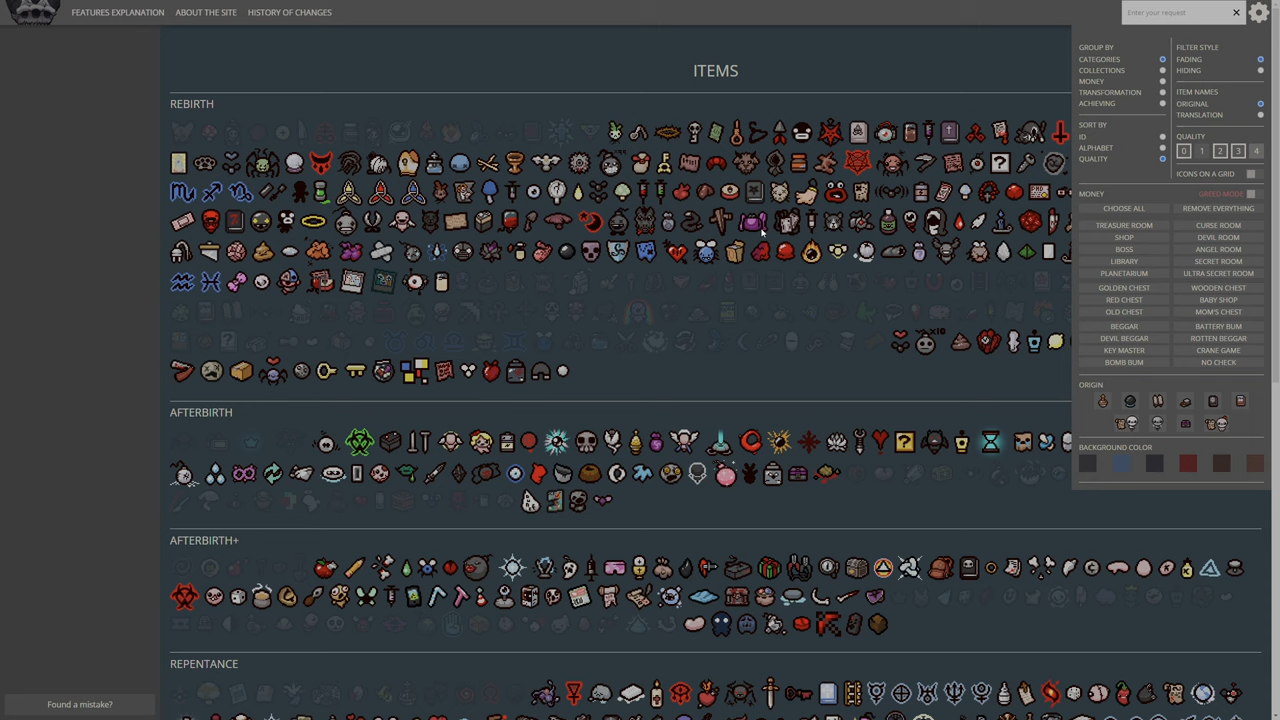 FEATURES EXPLANATION
ABOUT THE SITE
HISTORY OF CHANGES
Enter your request
ITEMS
REBIRTH
AFTERBIRTH
AFTERBIRTH+
REPENTANCE
Found a mistake?
GROUP BY
CATEGORIES
COLLECTIONS
MONEY
TRANSFORMATION
ACHIEVING
SORT BY
ID
ALPHABET
QUALITY
FILTER STYLE
FADING
HIDING
ITEM NAMES
ORIGINAL
TRANSLATION
QUALITY
0 1 2 3 4
ICONS ON A GRID
MONEY
GREED MODE
CHOOSE ALL
REMOVE EVERYTHING
TREASURE ROOM
CURSE ROOM
SHOP
DEVIL ROOM
BOSS
ANGEL ROOM
LIBRARY
SECRET ROOM
PLANETARIUM
ULTRA SECRET ROOM
GOLDEN CHEST
WOODEN CHEST
RED CHEST
BABY SHOP
OLD CHEST
MOM'S CHEST
BEGGAR
BATTERY BUM
DEVIL BEGGAR
ROTTEN BEGGAR
KEY MASTER
CRANE GAME
BOMB BUM
NO CHECK
ORIGIN
BACKGROUND COLOR